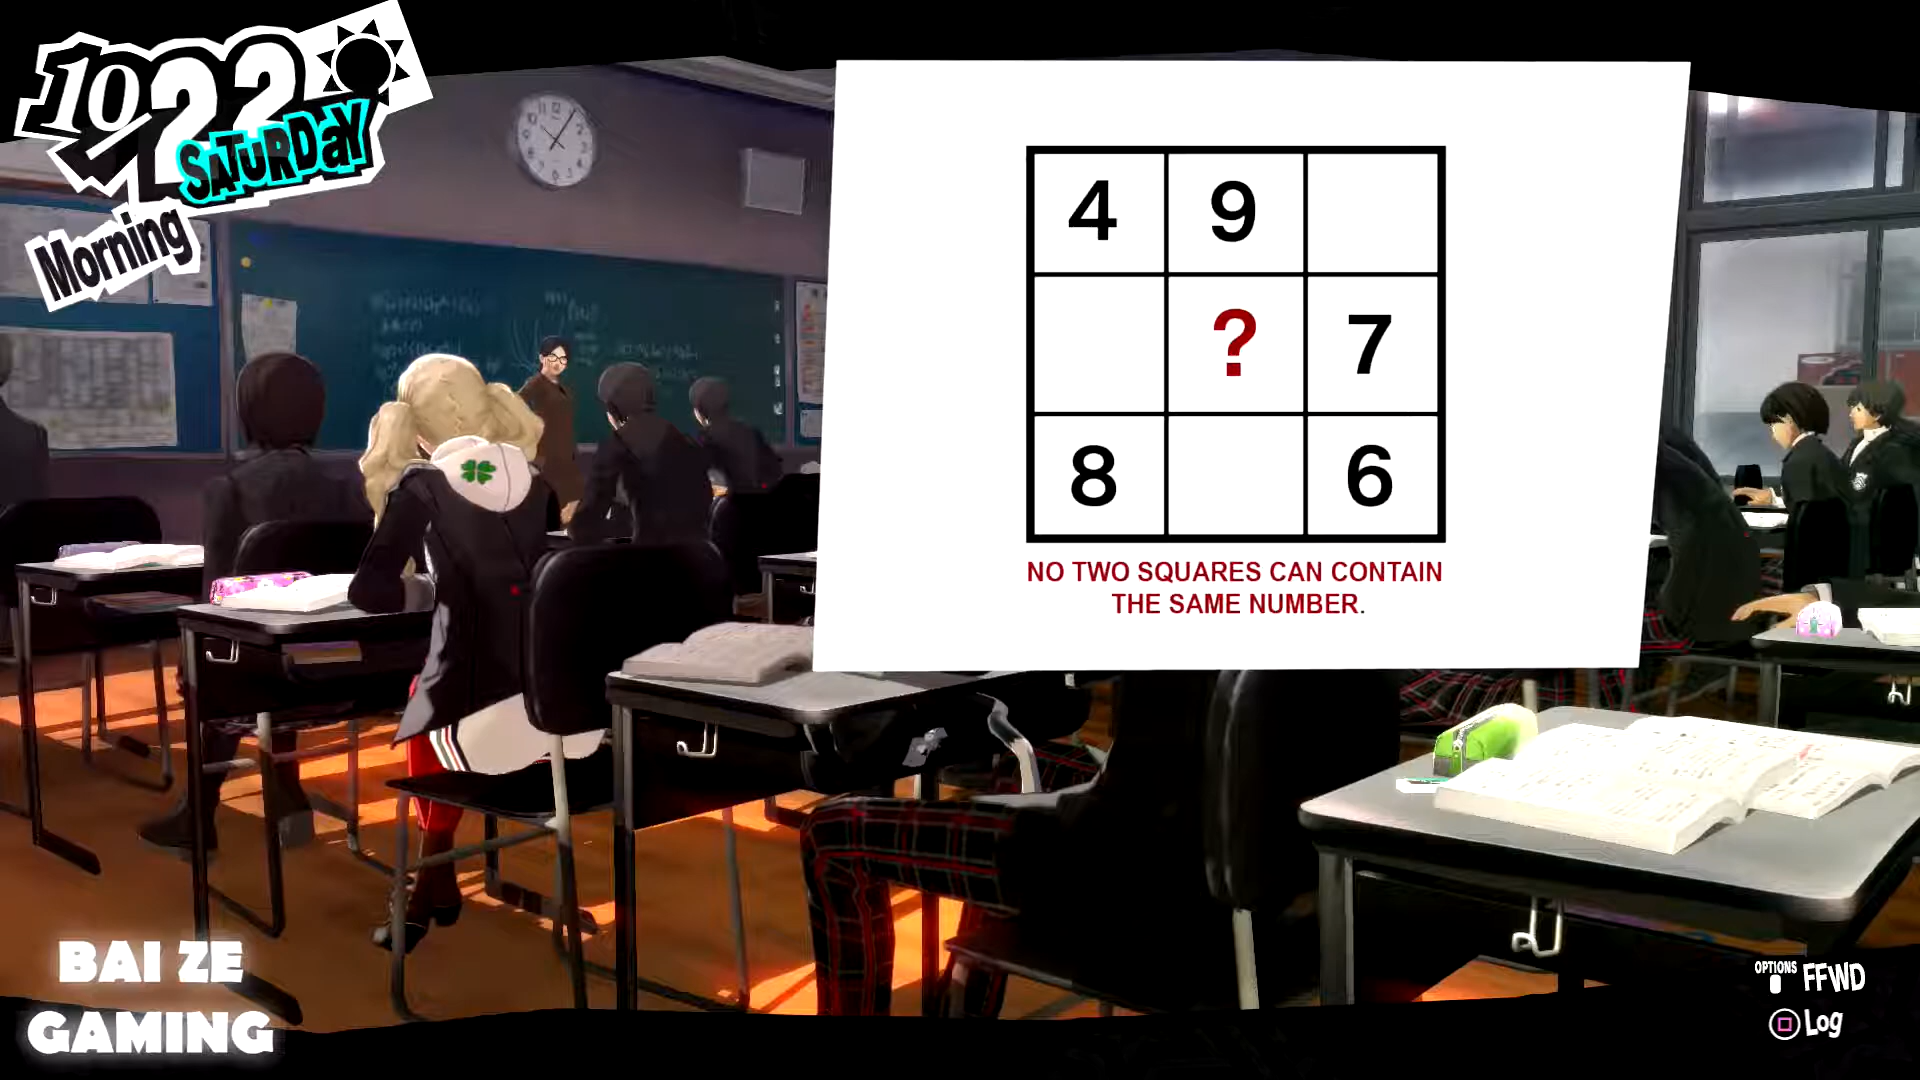 10/22
SATURDAY
Morning
4 9
? 7
8 6
NO TWO SQUARES CAN CONTAIN
THE SAME NUMBER.
BAI ZE
GAMING
OPTIONS FFWD
Log